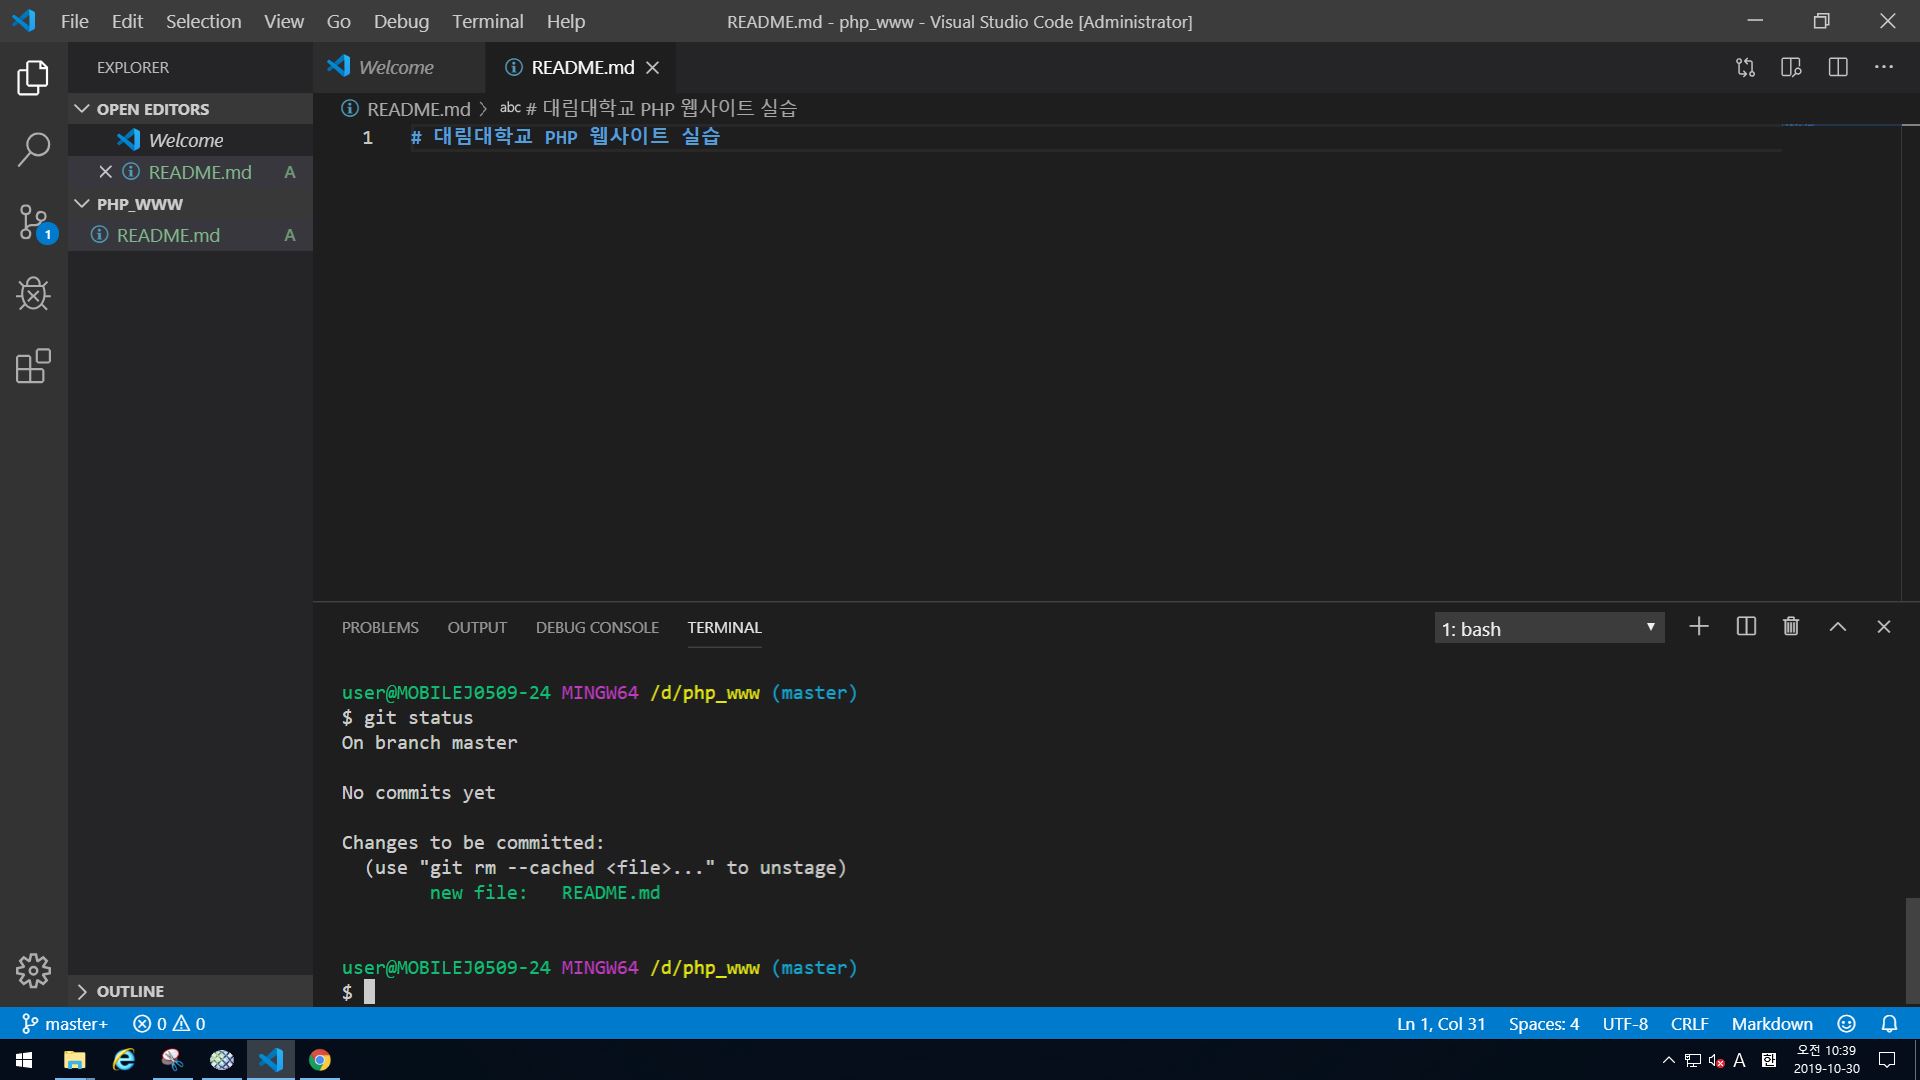 File Edit Selection View Go Debug Terminal Help
README.md - php_www - Visual Studio Code [Administrator]
EXPLORER
OPEN EDITORS
Welcome
README.md A
PHP_WWW
README.md A
OUTLINE
Welcome
README.md
README.md
abc # 대림대학교 PHP 웹사이트 실습
1 # 대림대학교 PHP 웹사이트 실습
1
PROBLEMS OUTPUT DEBUG CONSOLE TERMINAL
1: bash
user@MOBILEJ0509-24 MINGW64 /d/php_www (master)
$ git status
On branch master
No commits yet
Changes to be committed:
(use "git rm --cached <file>..." to unstage)
new file: README.md
user@MOBILEJ0509-24 MINGW64 /d/php_www (master)
$
master+ 0 0
Ln 1, Col 31 Spaces: 4 UTF-8 CRLF Markdown
A 한
오전 10:39
2019-10-30